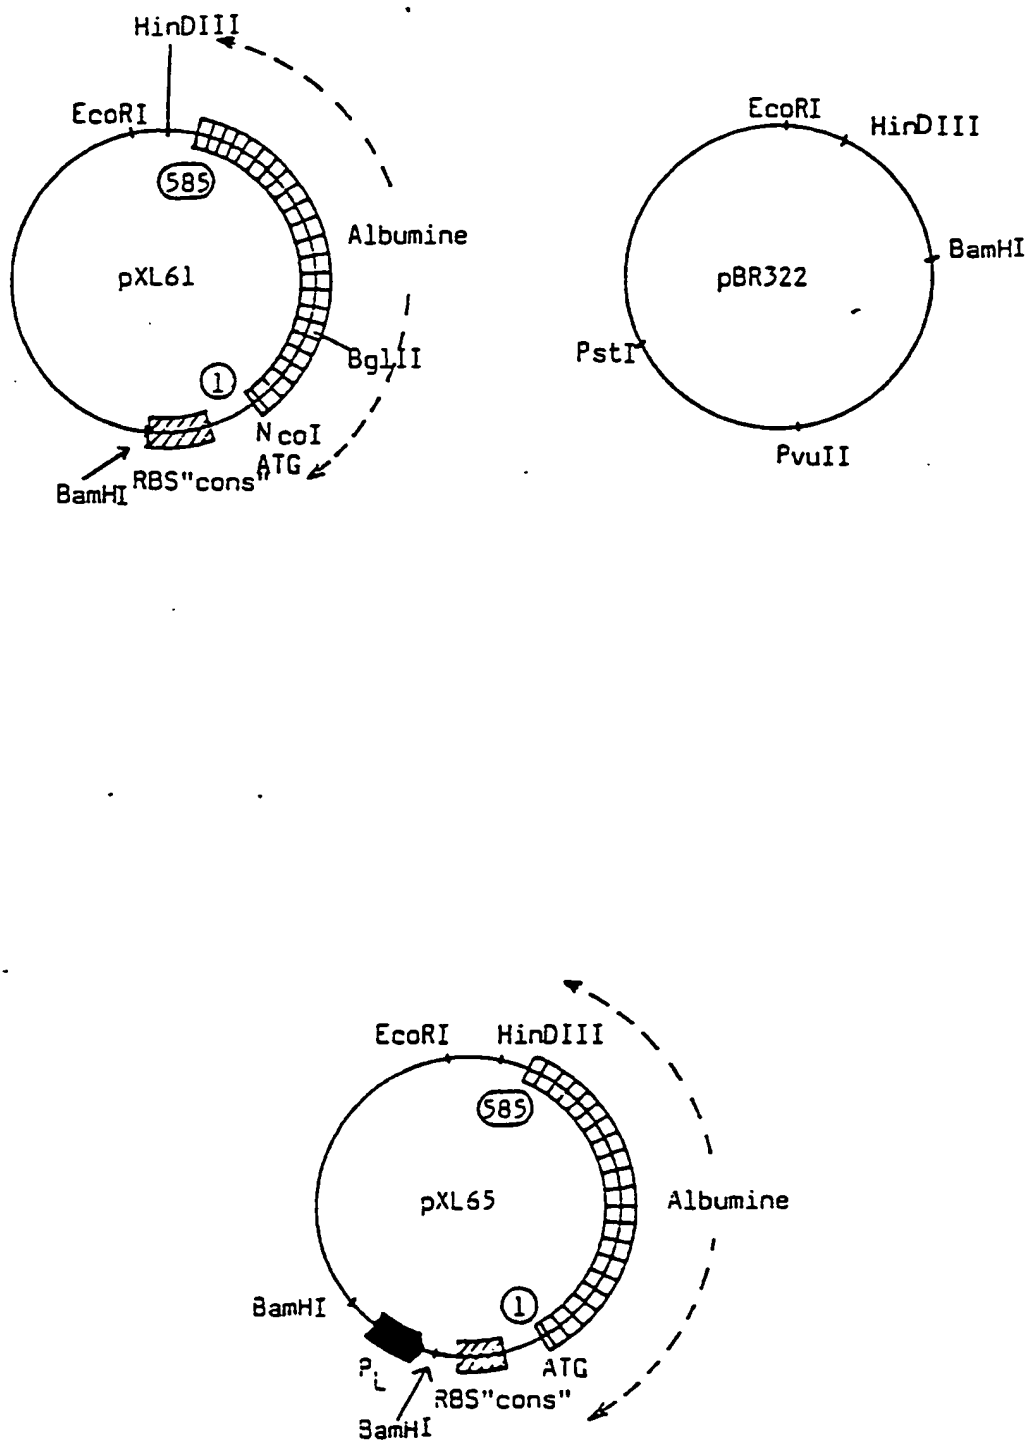 HinDIII
EcoRI
585
Albumine
pXL61
BglII
1
NcoI
ATG
RBS"cons"
BamHI
EcoRI
HinDIII
BamHI
pBR322
PstI
PvuII
EcoRI
HinDIII
585
pXL65
Albumine
1
BamHI
PL
ATG
RBS"cons"
BamHI